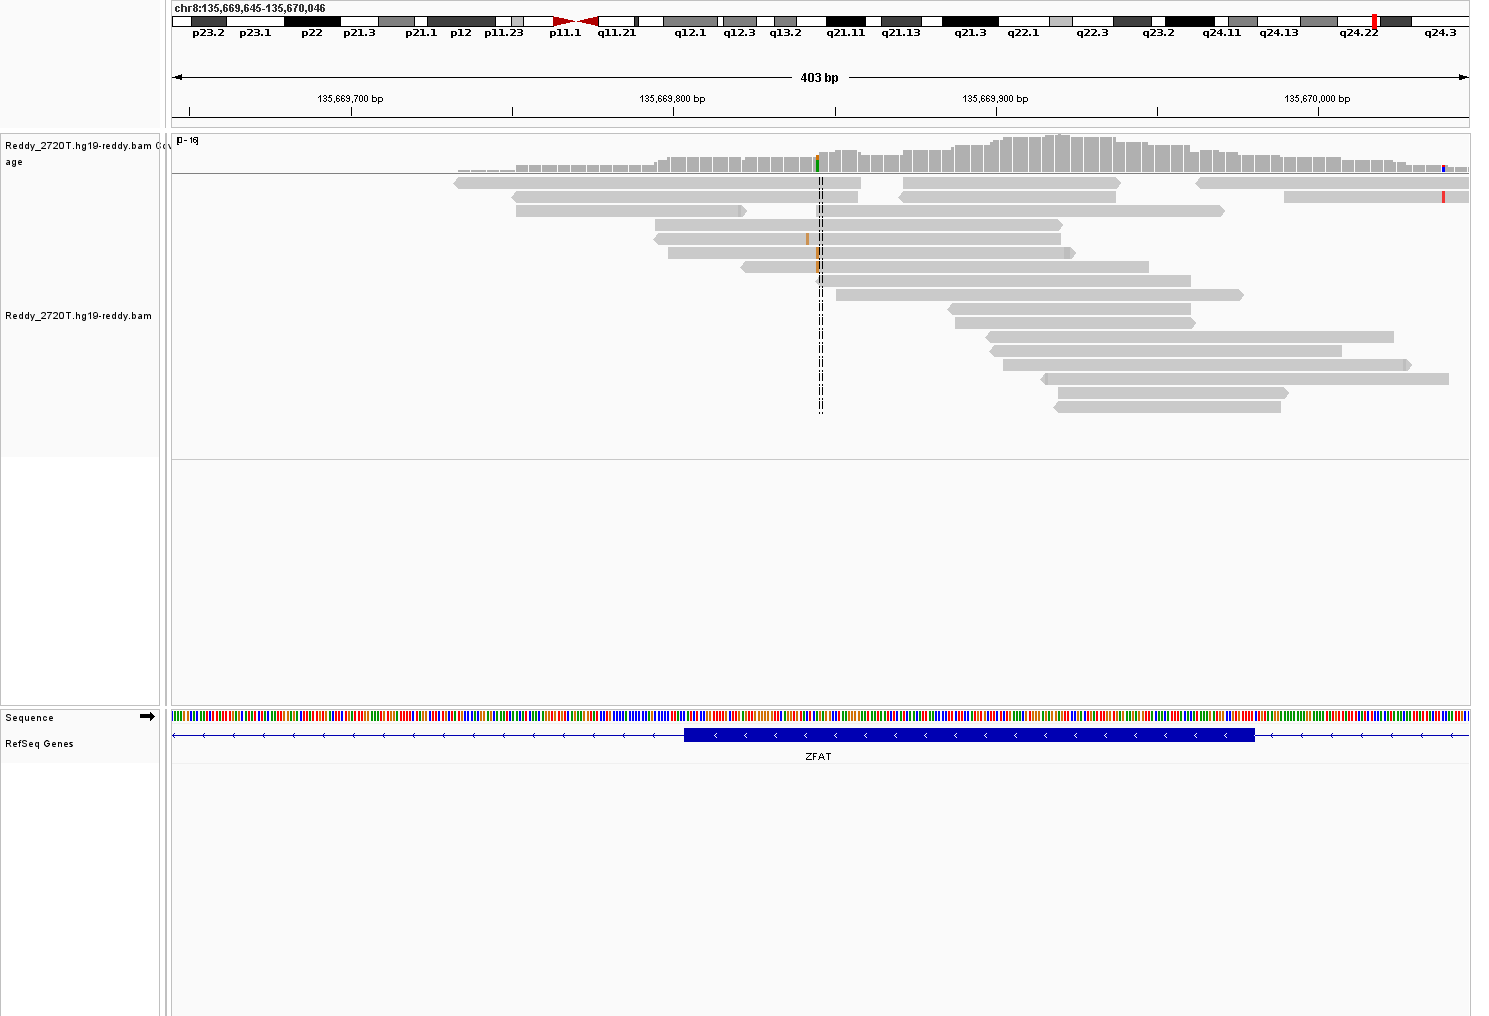 chr8:135,669,645-135,670,046
p23.2 p23.1 p22 p21.3 p21.1 p12 p11.23 p11.1 q11.21 q12.1 q12.3 q13.2 q21.11 q21.13 q21.3 q22.1 q22.3 q23.2 q24.11 q24.13 q24.22 q24.3
403 bp
135,669,700 bp 135,669,800 bp 135,669,900 bp 135,670,000 bp
Reddy_2720T.hg19-reddy.bam Cov
age
[0 - 16]
Reddy_2720T.hg19-reddy.bam
Sequence
RefSeq Genes
ZFAT